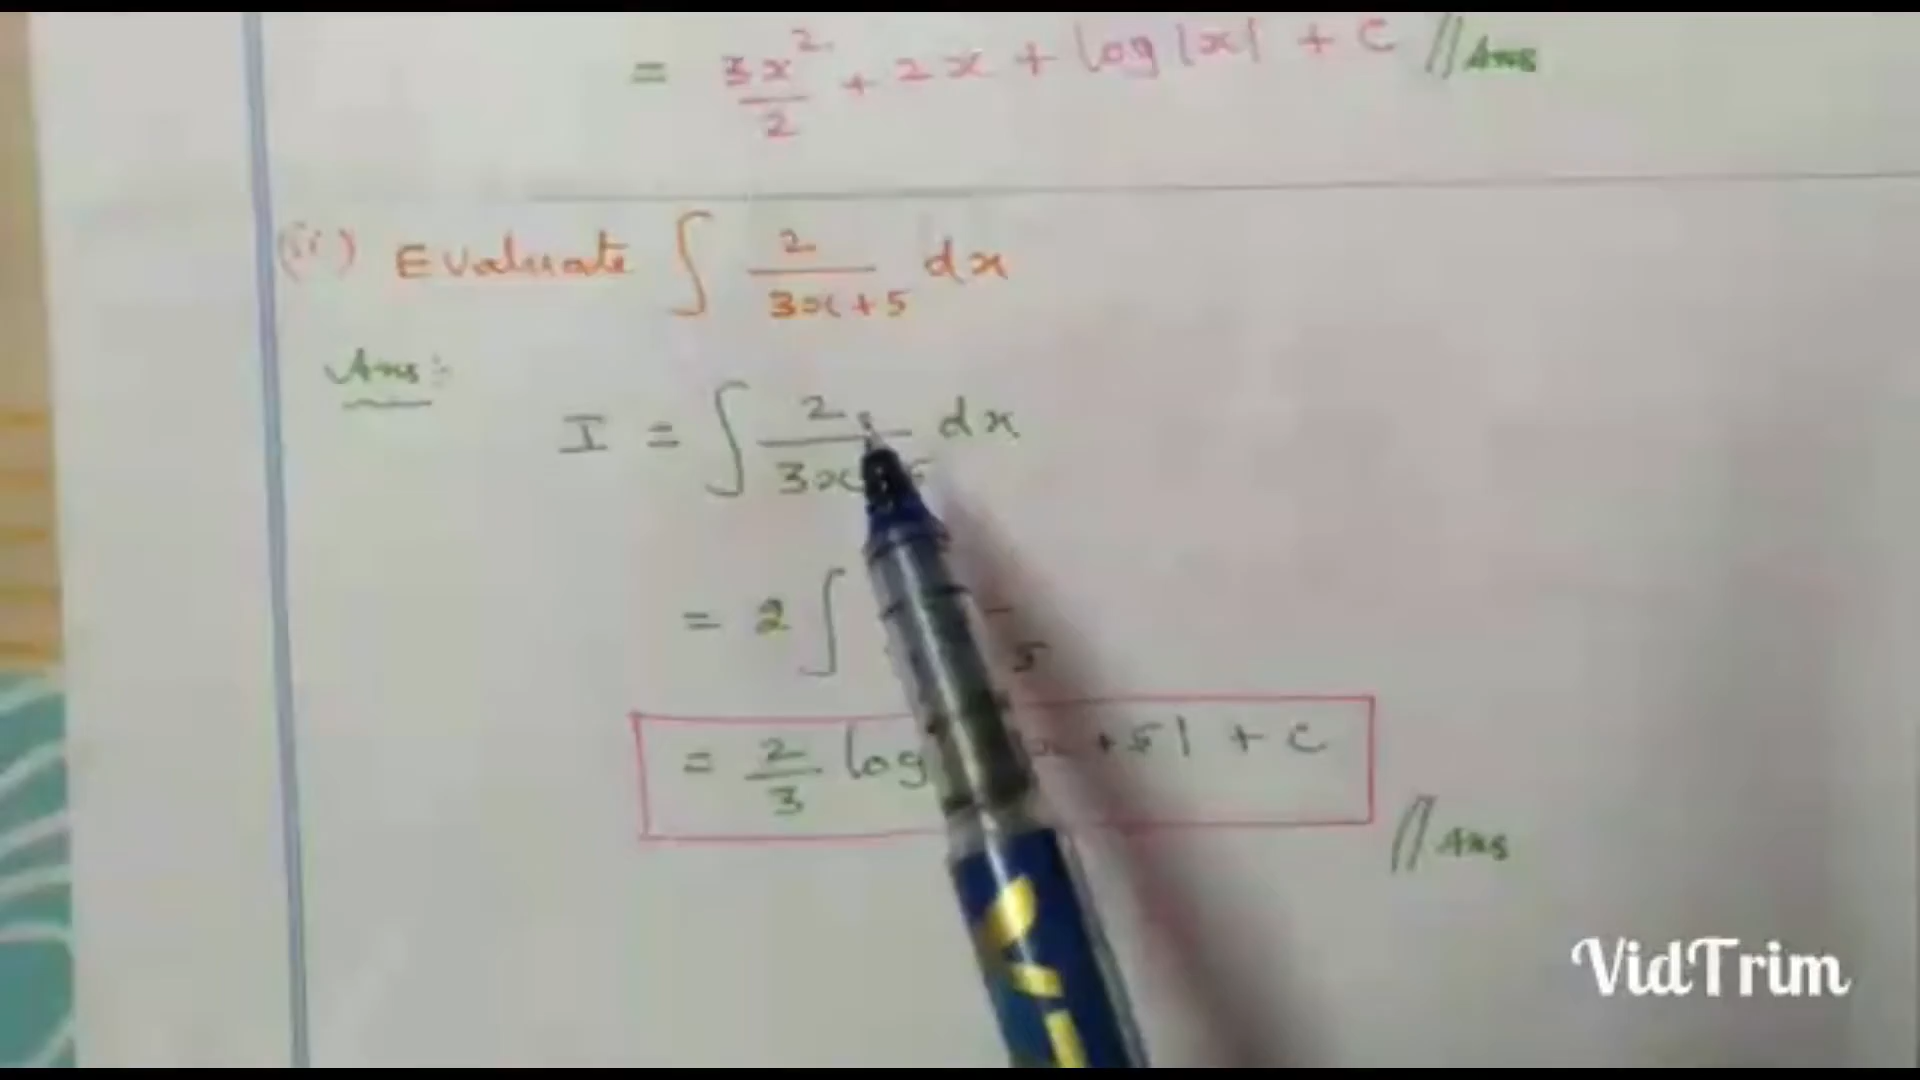 = 3x²/2 + 2x + log|x| + C // Ans
(ii) Evaluate ∫ 2/(3x+5) dx
Ans:-
I = ∫ 2/(3x dx
= 2 ∫ 5
= 2/3 log x +5| + C
// Ans
VidTrim